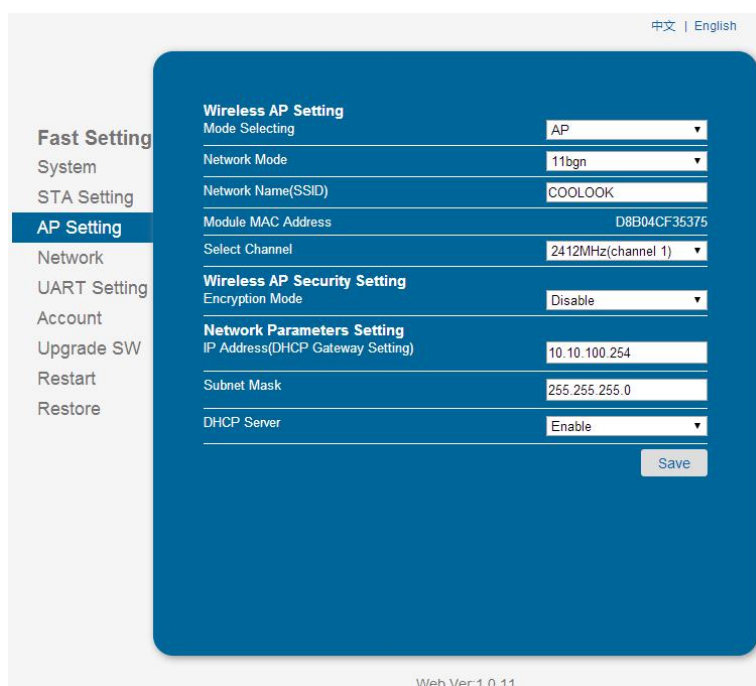 中文 | English
Fast Setting
System
STA Setting
AP Setting
Network
UART Setting
Account
Upgrade SW
Restart
Restore
Wireless AP Setting
Mode Selecting AP
Network Mode 11bgn
Network Name(SSID) COOLOOK
Module MAC Address D8B04CF35375
Select Channel 2412MHz(channel 1)
Wireless AP Security Setting
Encryption Mode Disable
Network Parameters Setting
IP Address(DHCP Gateway Setting) 10.10.100.254
Subnet Mask 255.255.255.0
DHCP Server Enable
Save
Web Ver:1.0.11